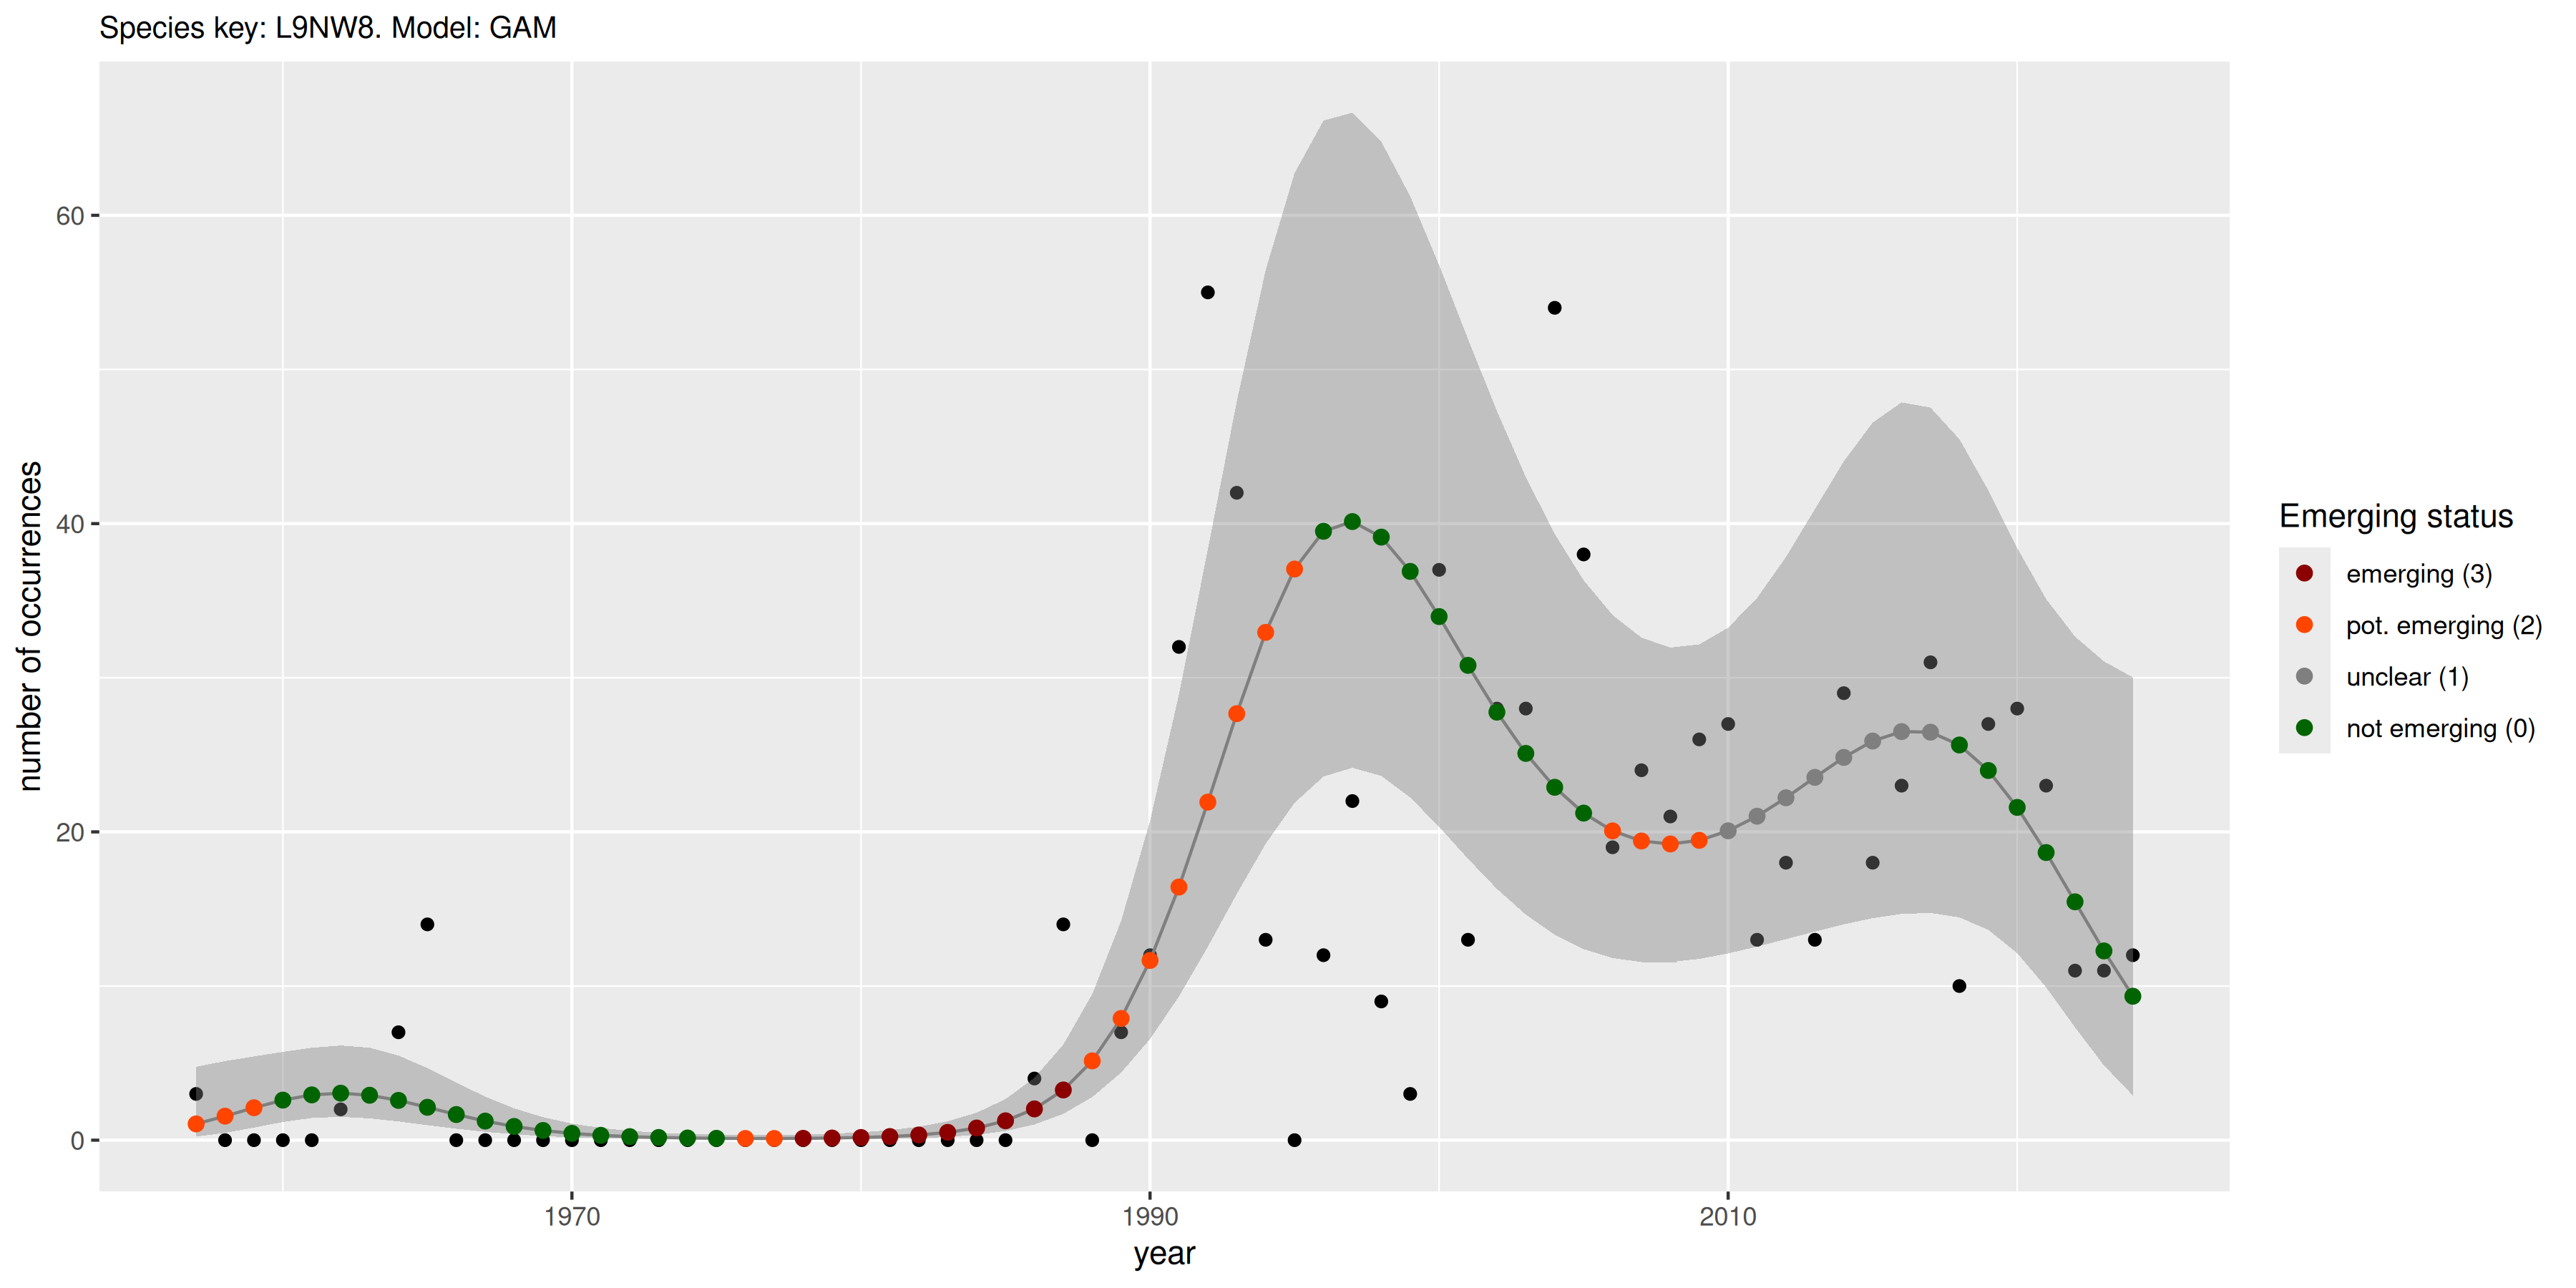 Species key: L9NW8. Model: GAM
number of occurrences
60
40
20
0
1970
1990
2010
year
Emerging status
emerging (3)
pot. emerging (2)
unclear (1)
not emerging (0)